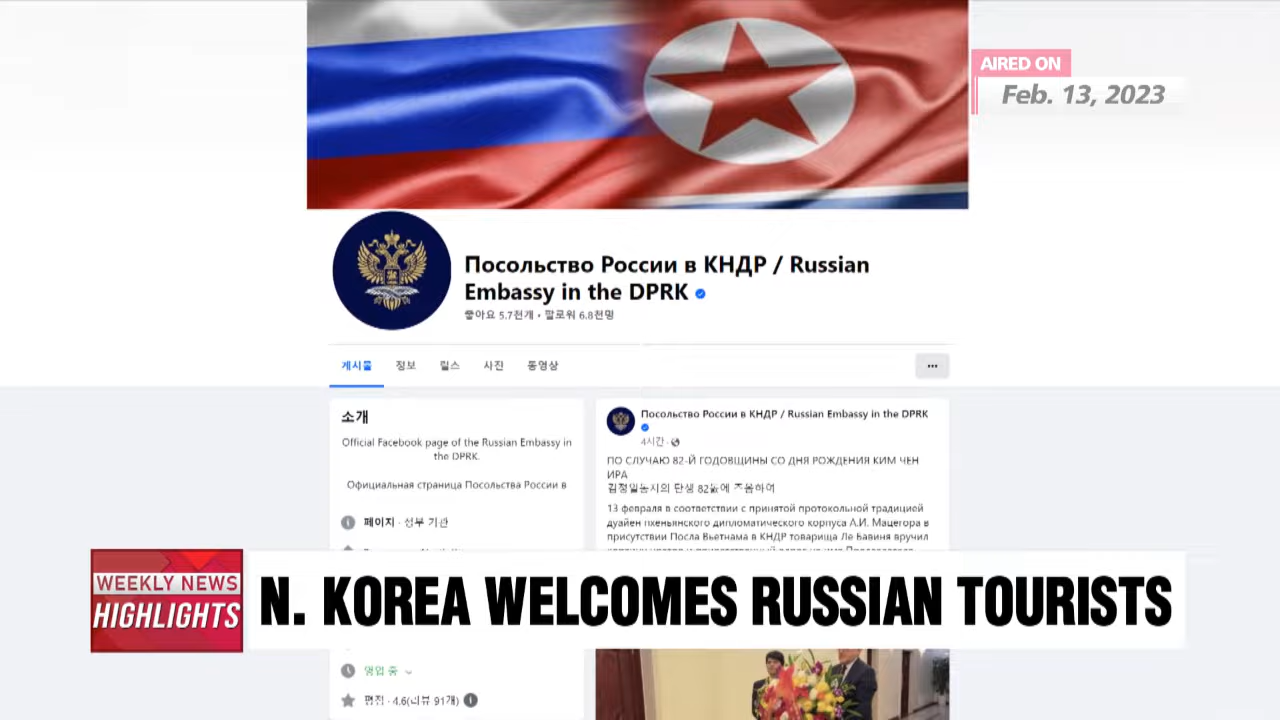 AIRED ON
Feb. 13, 2023
Посольство России в КНДР / Russian
Embassy in the DPRK
좋아요 5.7천개 • 팔로워 6.8천명
게시물 정보 릴스 사진 동영상
소개
Official Facebook page of the Russian Embassy in
the DPRK.
Официальная страница Посольства России в
페이지 · 정부 기관
Посольство России в КНДР / Russian Embassy in the DPRK
4시간
ПО СЛУЧАЮ 82-Й ГОДОВЩИНЫ СО ДНЯ РОЖДЕНИЯ КИМ ЧЕН
ИРА
김정일동지의 탄생 82돐에 즈음하여
13 февраля в соответствии с принятой протокольной традицией
дуайен пхеньянского дипломатического корпуса А.И. Мацегора в
присутствии Посла Вьетнама в КНДР товарища Ле Бавиня вручил
WEEKLY NEWS
HIGHLIGHTS
N. KOREA WELCOMES RUSSIAN TOURISTS
영업 중
평점 · 4.6(리뷰 91개)